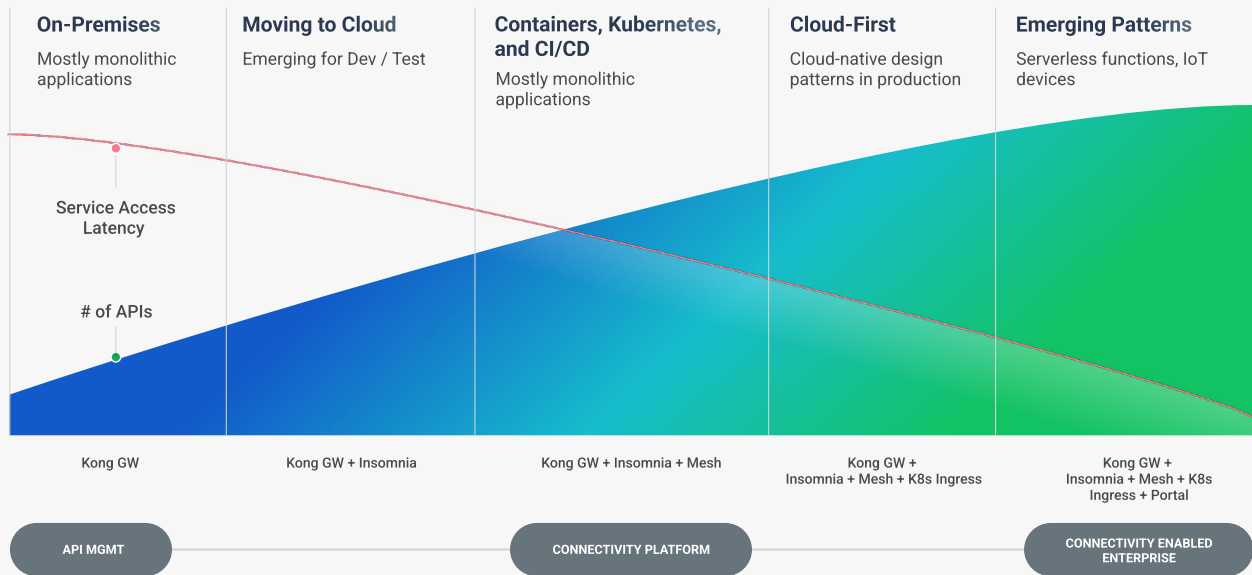 On-Premises
Mostly monolithic
applications
Moving to Cloud
Emerging for Dev / Test
Containers, Kubernetes,
and CI/CD
Mostly monolithic
applications
Cloud-First
Cloud-native design
patterns in production
Emerging Patterns
Serverless functions, IoT
devices
Service Access
Latency
# of APIs
Kong GW
Kong GW + Insomnia
Kong GW + Insomnia + Mesh
Kong GW +
Insomnia + Mesh + K8s Ingress
Kong GW +
Insomnia + Mesh + K8s
Ingress + Portal
API MGMT
CONNECTIVITY PLATFORM
CONNECTIVITY ENABLED
ENTERPRISE